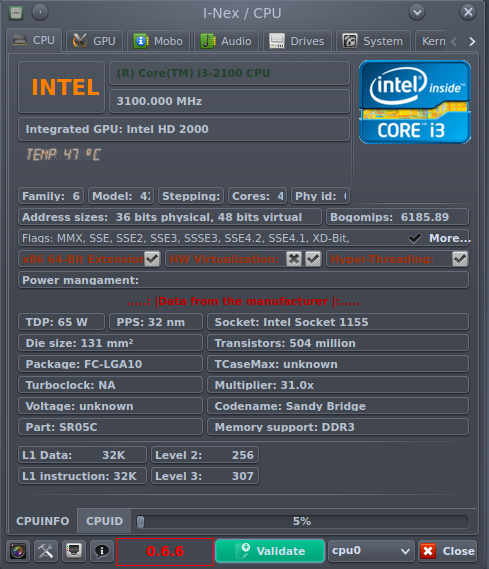 I-Nex / CPU
CPU GPU Mobo Audio Drives System Kern
INTEL
(R) Core(TM) i3-2100 CPU
3100.000 MHz
Integrated GPU: Intel HD 2000
intel inside™
CORE i3
TEMP. 47 ºC
Family: 6 Model: 42 Stepping: Cores: 4 Phy id:
Address sizes: 36 bits physical, 48 bits virtual Bogomips: 6185.89
Flags: MMX, SSE, SSE2, SSE3, SSSE3, SSE4.2, SSE4.1, XD-Bit, More...
x86 64-Bit Extension HW Virtualization: Hyper-Threading:
Power mangament:
.....: |Data from the manufacturer |:.....
TDP: 65 W PPS: 32 nm Socket: Intel Socket 1155
Die size: 131 mm² Transistors: 504 million
Package: FC-LGA10 TCaseMax: unknown
Turboclock: NA Multiplier: 31.0x
Voltage: unknown Codename: Sandy Bridge
Part: SR05C Memory support: DDR3
L1 Data: 32K Level 2: 256
L1 instruction: 32K Level 3: 307
CPUINFO CPUID 5%
0.6.6 Validate cpu0 Close